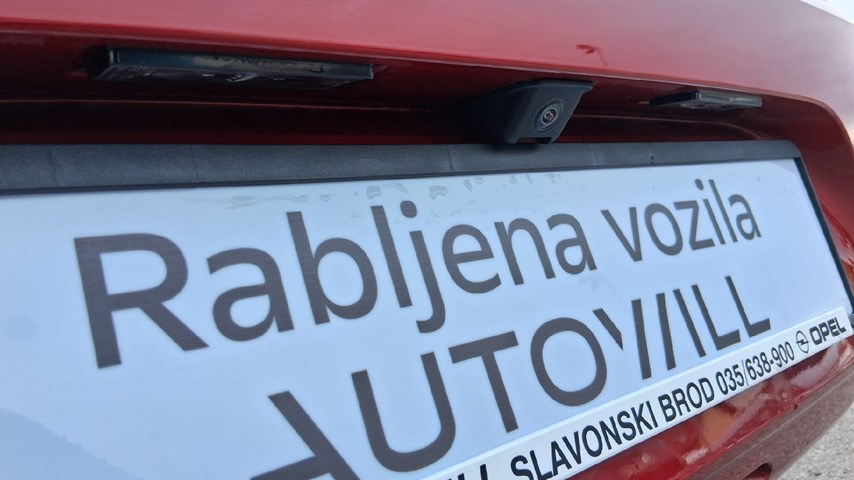 Rabljena vozila
AUTOWILL
SLAVONSKI BROD 035/638-900 OPEL